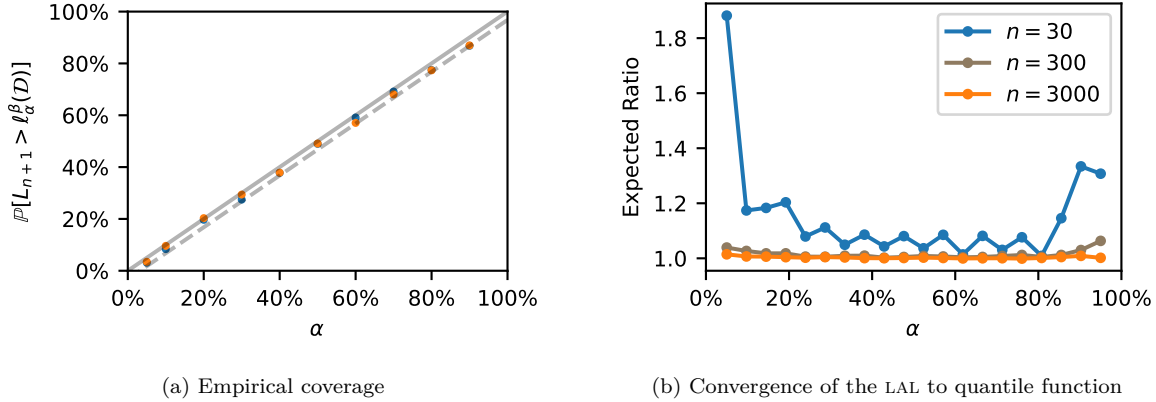 100%
80%
60%
40%
20%
0%
ℙ[Lₙ₊₁ > ℓ_α^β(𝒟)]
0% 20% 40% 60% 80% 100%
α
(a) Empirical coverage
1.8
1.6
1.4
1.2
1.0
Expected Ratio
n = 30
n = 300
n = 3000
0% 20% 40% 60% 80% 100%
α
(b) Convergence of the LAL to quantile function